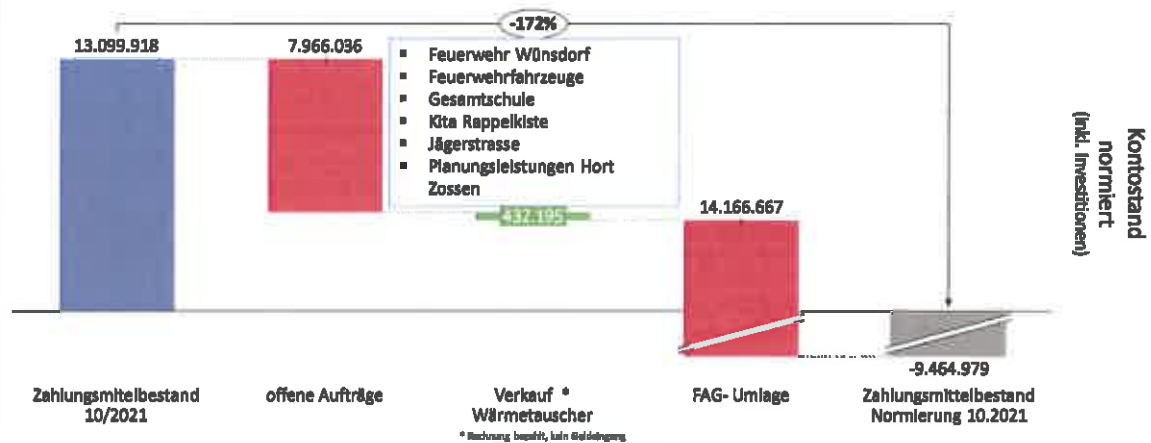 -172%
13.099.918
7.966.036
▪ Feuerwehr Wünsdorf
▪ Feuerwehrfahrzeuge
▪ Gesamtschule
▪ Kita Rappelkiste
▪ Jägerstrasse
▪ Planungsleistungen Hort
Zossen
432.195
14.166.667
-9.464.979
Kontostand
normiert
(inkl. Investitionen)
Zahlungsmitelbestand
10/2021
offene Aufträge
Verkauf *
Wärmetauscher
* Rechnung bezahlt, kein Geldeingang
FAG- Umlage
Zahlungsmittelbestand
Normierung 10.2021